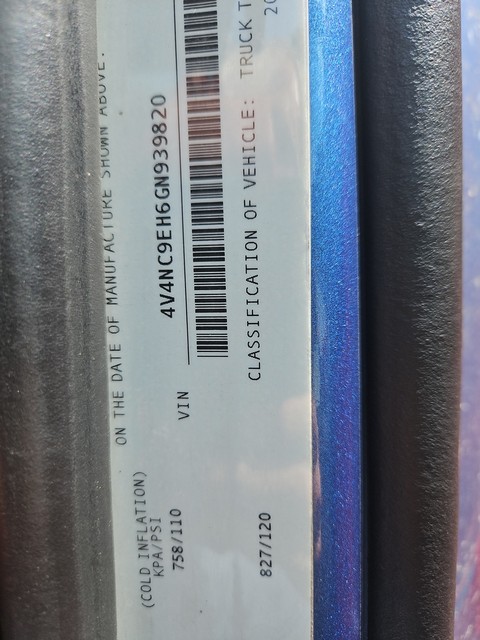 ON THE DATE OF MANUFACTURE SHOWN ABOVE.
(COLD INFLATION)
KPA/PSI
VIN 4V4NC9EH6GN939820
758/110
CLASSIFICATION OF VEHICLE: TRUCK T
827/120
20